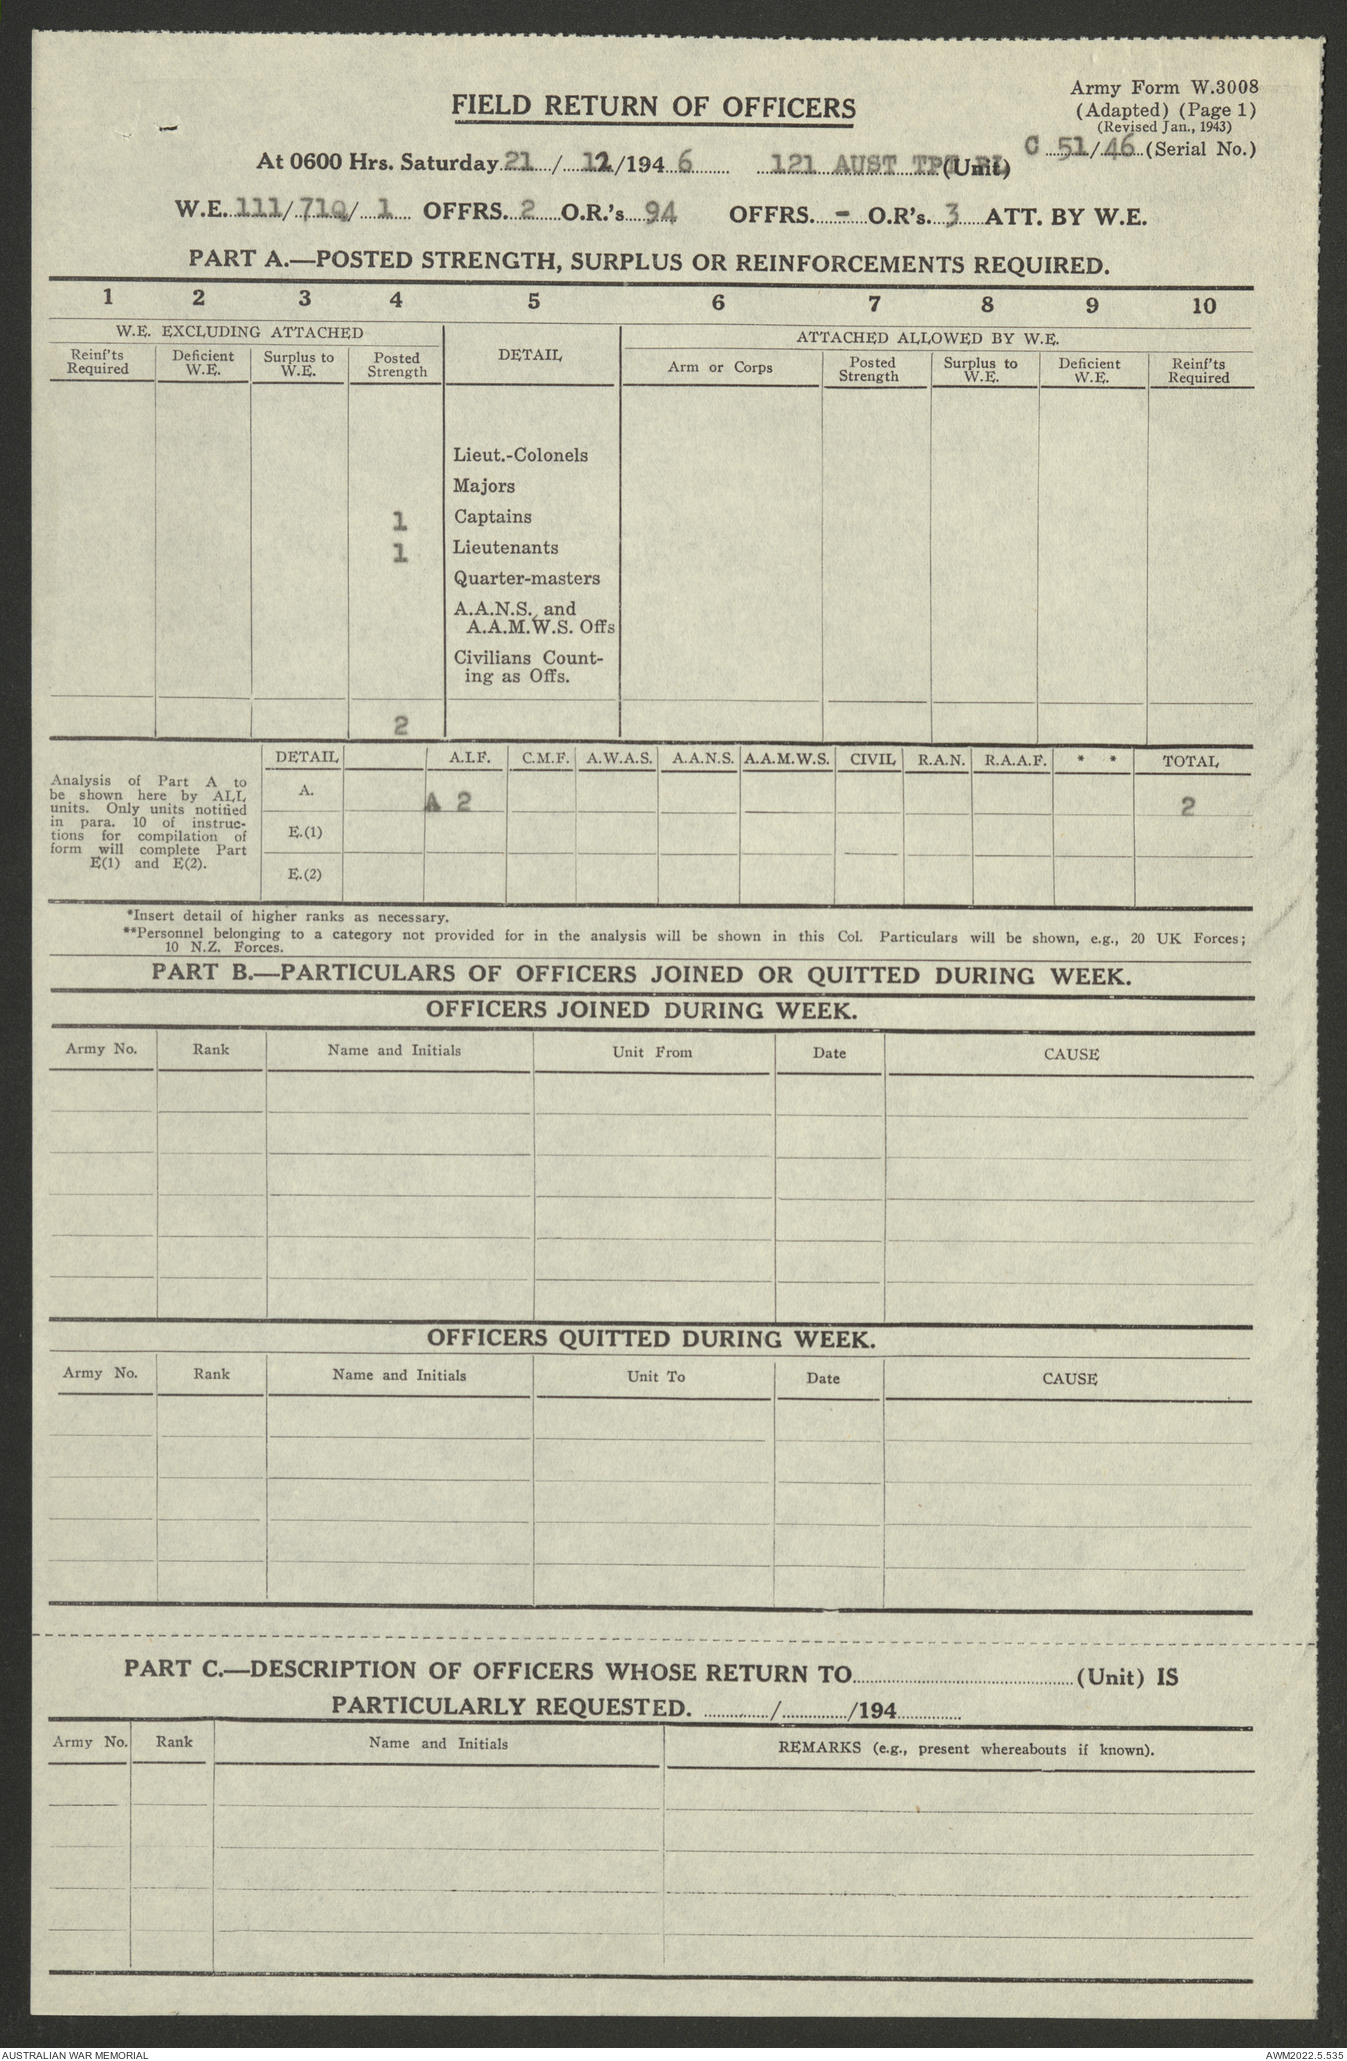 Army Form W.3008
FIELD RETURN OF OFFICERS
(Adapted) (Page 1)
(Revised Jan., 1943)
At 0600 Hrs. Saturday 21 / 12 /194 6 121 AUST TPT PL (Unit) C 51/46 (Serial No.)
W.E. 111/ 71Q/ 1 OFFRS. 2 O.R.'s 94 OFFRS. - O.R's. 3 ATT. BY W.E.
PART A.—POSTED STRENGTH, SURPLUS OR REINFORCEMENTS REQUIRED.
1 2 3 4 5 6 7 8 9 10
W.E. EXCLUDING ATTACHED DETAIL ATTACHED ALLOWED BY W.E.
Reinf'ts Required Deficient W.E. Surplus to W.E. Posted Strength Arm or Corps Posted Strength Surplus to W.E. Deficient W.E. Reinf'ts Required
Lieut.-Colonels
Majors
1 Captains
1 Lieutenants
Quarter-masters
A.A.N.S. and
A.A.M.W.S. Offs
Civilians Count-
ing as Offs.
2
DETAIL A.I.F. C.M.F. A.W.A.S. A.A.N.S. A.A.M.W.S. CIVIL R.A.N. R.A.A.F. * * TOTAL
Analysis of Part A to
be shown here by ALL
units. Only units notified
in para. 10 of instruc-
tions for compilation of
form will complete Part
E(1) and E(2).
A. A 2 2
E.(1)
E.(2)
*Insert detail of higher ranks as necessary.
**Personnel belonging to a category not provided for in the analysis will be shown in this Col. Particulars will be shown, e.g., 20 UK Forces;
10 N.Z. Forces.
PART B.—PARTICULARS OF OFFICERS JOINED OR QUITTED DURING WEEK.
OFFICERS JOINED DURING WEEK.
Army No. Rank Name and Initials Unit From Date CAUSE
OFFICERS QUITTED DURING WEEK.
Army No. Rank Name and Initials Unit To Date CAUSE
PART C.—DESCRIPTION OF OFFICERS WHOSE RETURN TO (Unit) IS
PARTICULARLY REQUESTED. / /194
Army No. Rank Name and Initials REMARKS (e.g., present whereabouts if known).
AUSTRALIAN WAR MEMORIAL AWM2022.5.535